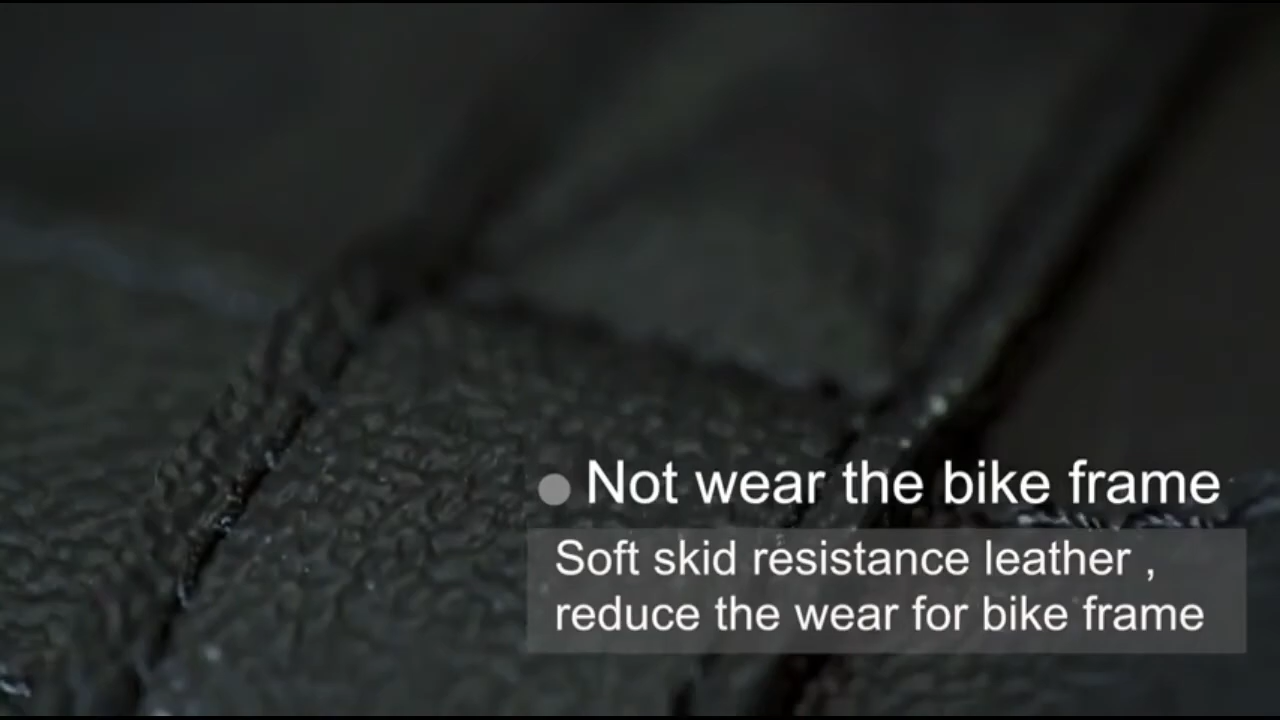 Not wear the bike frame
Soft skid resistance leather ,
reduce the wear for bike frame